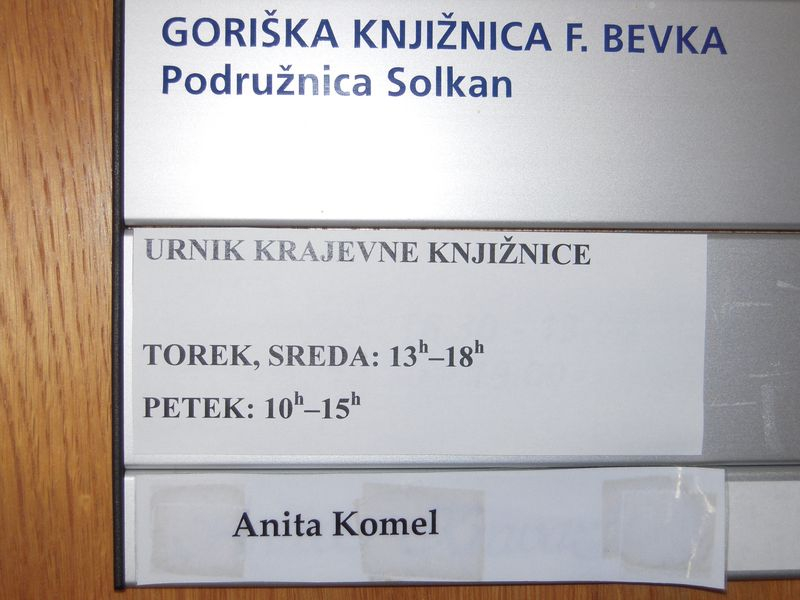 GORIŠKA KNJIŽNICA F. BEVKA
Podružnica Solkan
URNIK KRAJEVNE KNJIŽNICE
TOREK, SREDA: 13h–18h
PETEK: 10h–15h
Anita Komel